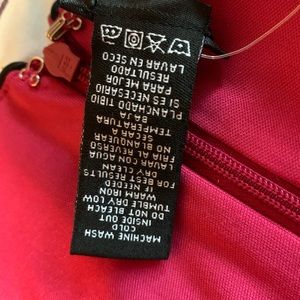 MACHINE WASH
COLD
INSIDE OUT
DO NOT BLEACH
TUMBLE DRY LOW
WARM IRON
IF NEEDED
FOR BEST RESULTS
DRY CLEAN
LAVAR CON AGUA
FRIA AL REVERSO
NO BLANQUEAR
SECAR A
TEMPERATURA
BAJA
PLANCHADO TIBIO
SI ES NECESARIO
PARA MEJOR
RESULTADO
LAVAR EN SECO